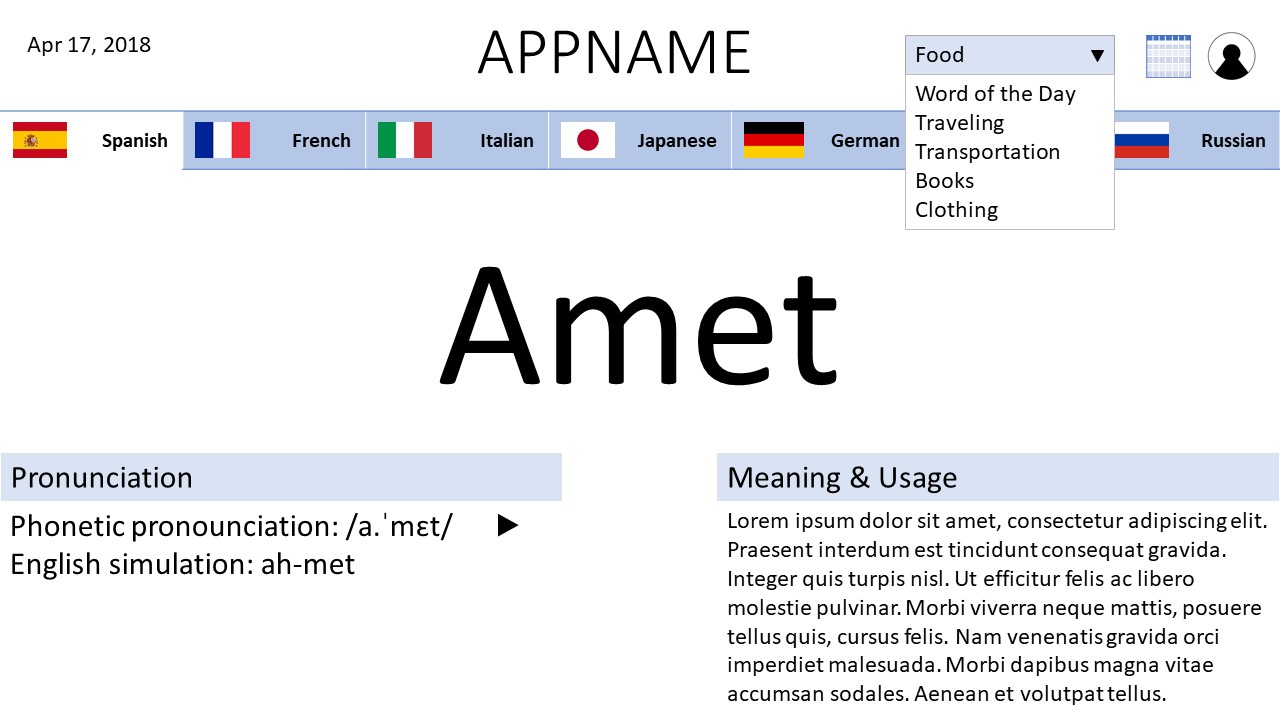 Apr 17, 2018
APPNAME
Food
Word of the Day
Traveling
Transportation
Books
Clothing
Spanish
French
Italian
Japanese
German
Russian
Amet
Pronunciation
Phonetic pronounciation: /a.ˈmɛt/
English simulation: ah-met
Meaning & Usage
Lorem ipsum dolor sit amet, consectetur adipiscing elit.
Praesent interdum est tincidunt consequat gravida.
Integer quis turpis nisl. Ut efficitur felis ac libero
molestie pulvinar. Morbi viverra neque mattis, posuere
tellus quis, cursus felis. Nam venenatis gravida orci
imperdiet malesuada. Morbi dapibus magna vitae
accumsan sodales. Aenean et volutpat tellus.